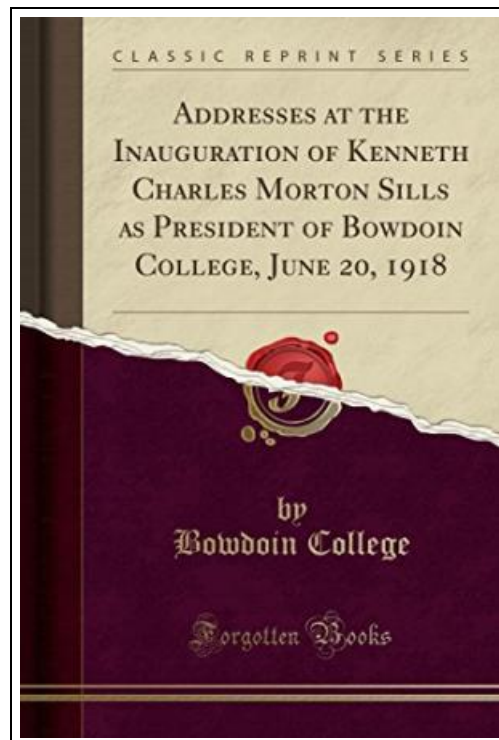 CLASSIC REPRINT SERIES
ADDRESSES AT THE
INAUGURATION OF KENNETH
CHARLES MORTON SILLS
AS PRESIDENT OF BOWDOIN
COLLEGE, JUNE 20, 1918
by
Bowdoin College
Forgotten Books